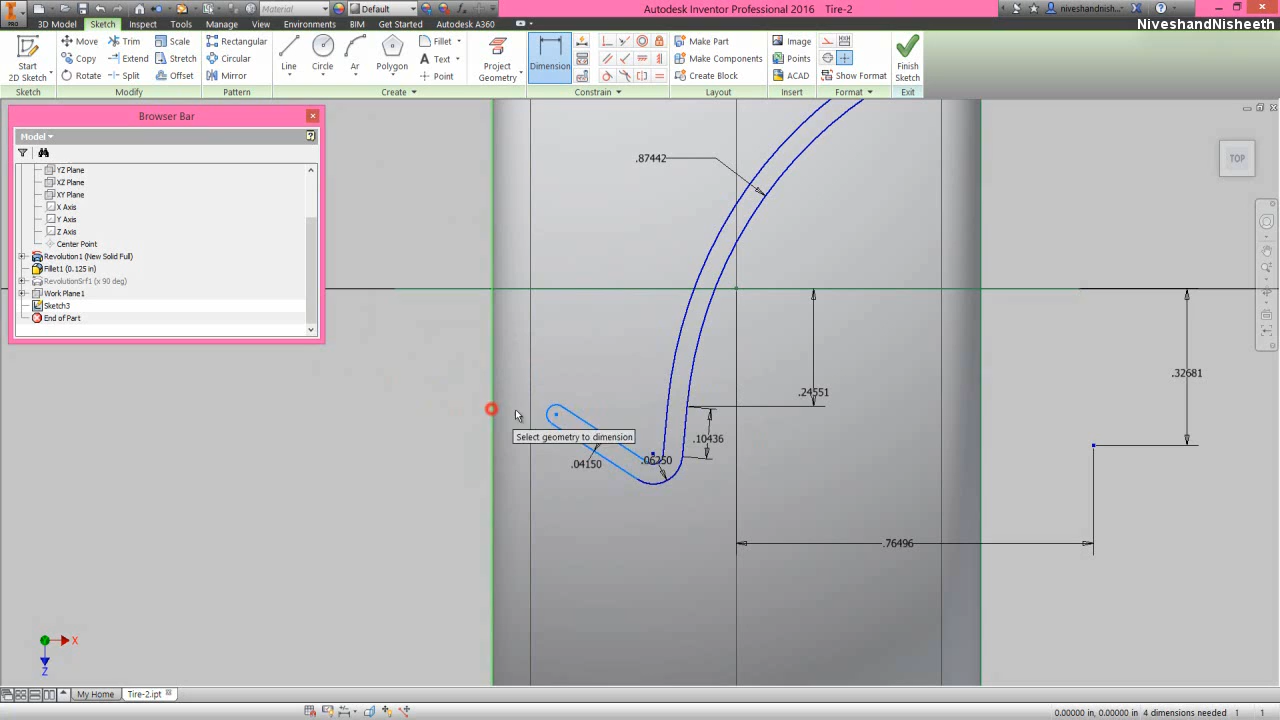 Material
Default
Autodesk Inventor Professional 2016 Tire-2
niveshandnish...
NiveshandNisheeth
PRO
3D Model Sketch Inspect Tools Manage View Environments BIM Get Started Autodesk A360
Start
2D Sketch
Move Trim Scale
Copy Extend Stretch
Rotate Split Offset
Rectangular
Circular
Mirror
Line Circle Arc Polygon
Fillet
Text
Point
Project
Geometry
Dimension
Make Part
Make Components
Create Block
Image
Points
ACAD
Show Format
Finish
Sketch
Sketch Modify Pattern Create Constrain Layout Insert Format Exit
Browser Bar
Model
YZ Plane
XZ Plane
XY Plane
X Axis
Y Axis
Z Axis
Center Point
Revolution1 (New Solid Full)
Fillet1 (0.125 in)
RevolutionSrf1 (x 90 deg)
Work Plane1
Sketch3
End of Part
TOP
.87442
.32681
.24551
.10436
.06250
.04150
.76496
Select geometry to dimension
X
Z
My Home Tire-2.ipt
0.00000 in, 0.00000 in 4 dimensions needed 1 1